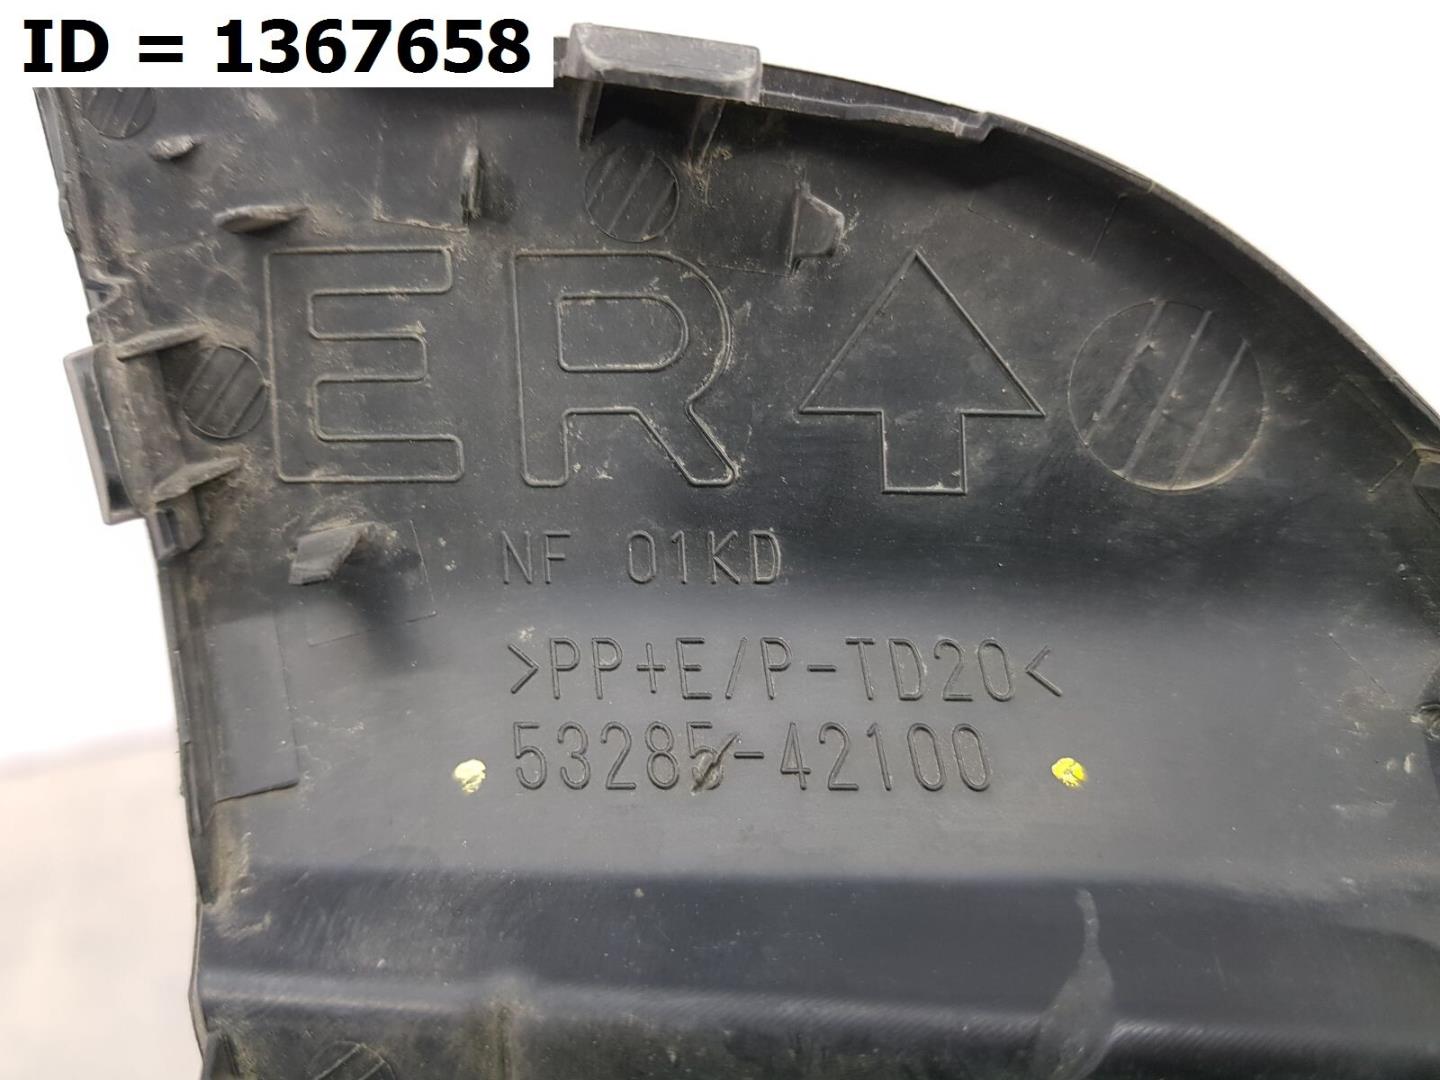 ID = 1367658
ER
NF 01KD
>PP+E/P-TD20<
53285-42100